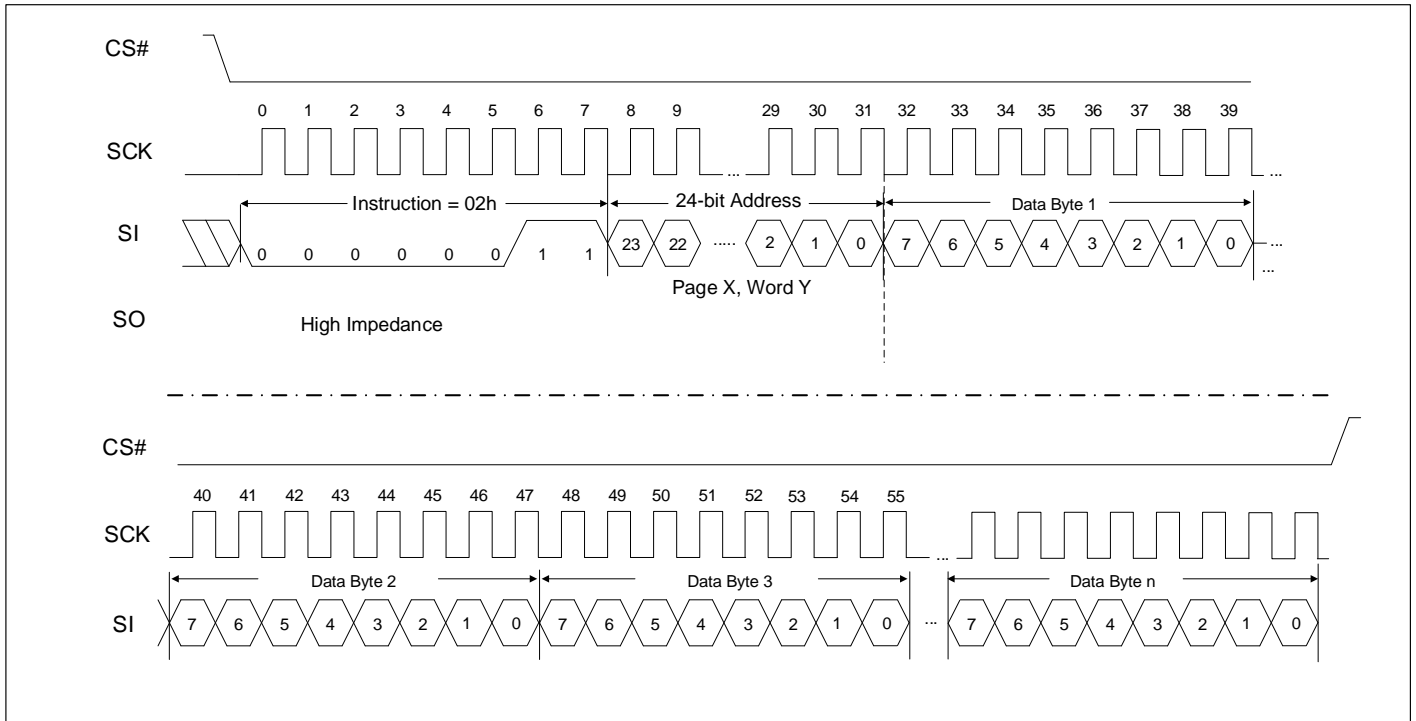 CS#
0 1 2 3 4 5 6 7 8 9 29 30 31 32 33 34 35 36 37 38 39
SCK ... ...
Instruction = 02h 24-bit Address Data Byte 1
SI 0 0 0 0 0 0 1 1 23 22 ..... 2 1 0 7 6 5 4 3 2 1 0 ...
...
Page X, Word Y
SO High Impedance
CS#
40 41 42 43 44 45 46 47 48 49 50 51 52 53 54 55
SCK ...
Data Byte 2 Data Byte 3 Data Byte n
SI 7 6 5 4 3 2 1 0 7 6 5 4 3 2 1 0 ... 7 6 5 4 3 2 1 0